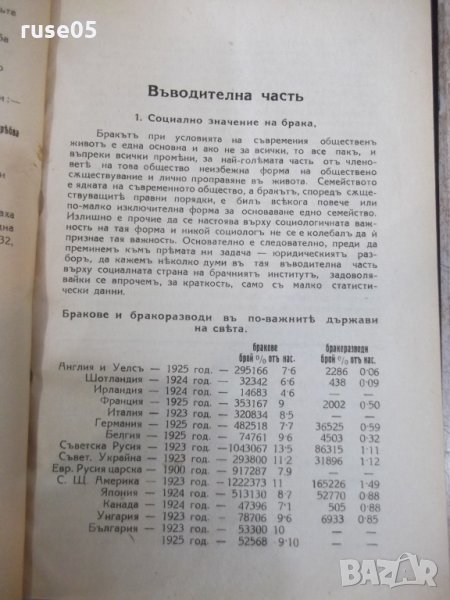 ruse05
Въводителна часть
1. Социално значение на брака.
Бракътъ при условията на съвремения общественъ
животъ е една основна и ако не за всички, то все пакъ, и
въпреки всички промѣни, за най-голѣмата часть отъ члено-
ветѣ на това общество неизбежна форма на обществено
сѫществуване и лично проправяне въ живота. Семейството
е ядката на съвременното общество, а бракътъ, споредъ сѫще-
ствуващитѣ правни порядки, е билъ всѣкога повече или
по-малко изключителна форма за основаване едно семейство.
Излишно е прочие да се настоява върху социологичната важ-
ность на тая форма и никой социологъ не се е колебалъ да ѝ
признае тая важность. Основателно е следователно, преди да
преминемъ къмъ прѣмата ни задача — юридическиятъ раз-
боръ, да кажемъ нѣколко думи въ тая въводителна часть
върху социалната страна на брачниятъ институтъ, задоволя-
вайки се впрочемъ, за краткость, само съ малко статистиче-
ски данни.
Бракове и бракоразводи въ по-важнитѣ държави
на свѣта.
бракове бракоразводи
брой % отъ нас. брой % отъ нас.
Англия и Уелсъ — 1925 год. — 295166 7·6 2286 0·06
Шотландия — 1924 год. — 32342 6·6 438 0·09
Ирландия — 1924 год. — 14683 4·6 — —
Франция — 1925 год. — 353167 9 2002 0·50
Италия — 1923 год. — 320834 8·5 — —
Германия — 1925 год. — 482518 7·7 36525 0·59
Белгия — 1925 год. — 74761 9·6 4503 0·32
Съветска Русия — 1923 год. — 1043067 13·5 86315 1·11
Съвет. Украйна — 1923 год. — 293800 11·2 31896 1·12
Евр. Русия царска — 1900 год. — 917287 7.9 — —
С. Щ. Америка — 1923 год. — 1222373 11 165226 1·49
Япония — 1924 год. — 513130 8·7 52770 0·88
Канада — 1924 год. — 47396 7·1 505 0·88
Унгария — 1923 год. — 78706 9·6 6933 0·85
България — 1923 год. — 53300 10 — —
1925 год. — 52568 9·10 — —
БАЗАР
bg